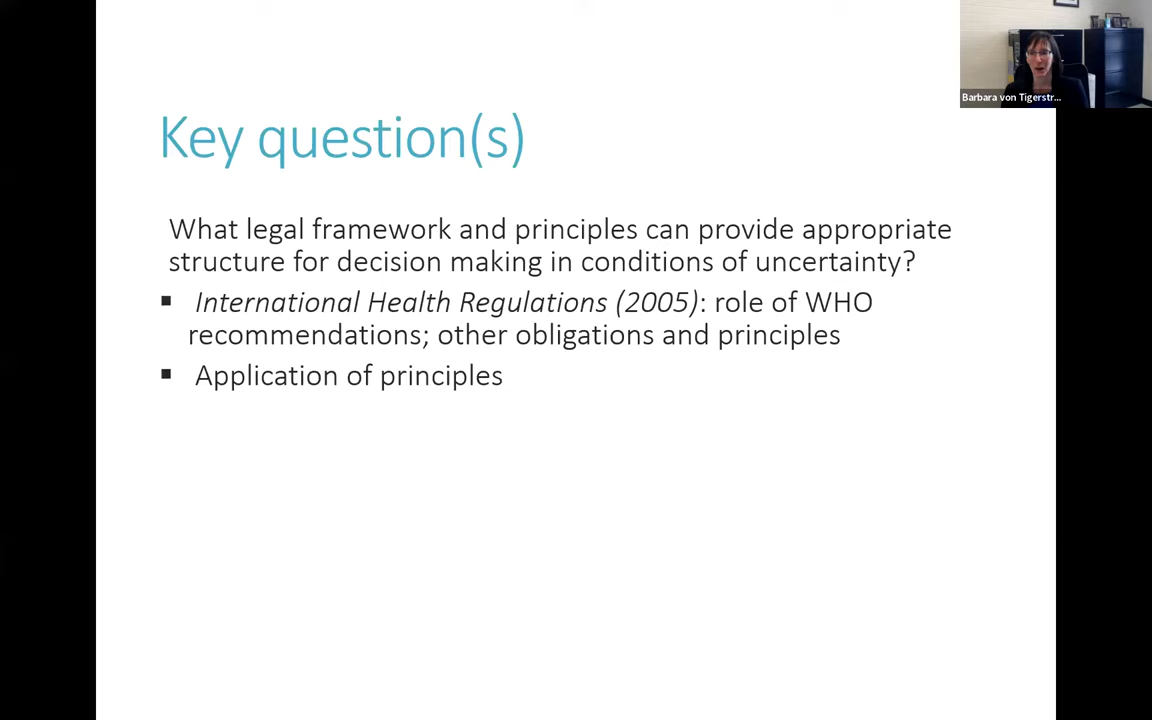 Barbara von Tigerstr...
Key question(s)
What legal framework and principles can provide appropriate
structure for decision making in conditions of uncertainty?
▪ International Health Regulations (2005): role of WHO
recommendations; other obligations and principles
▪ Application of principles